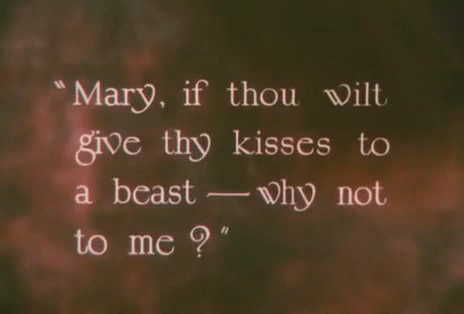 "Mary, if thou wilt
give thy kisses to
a beast — why not
to me?"